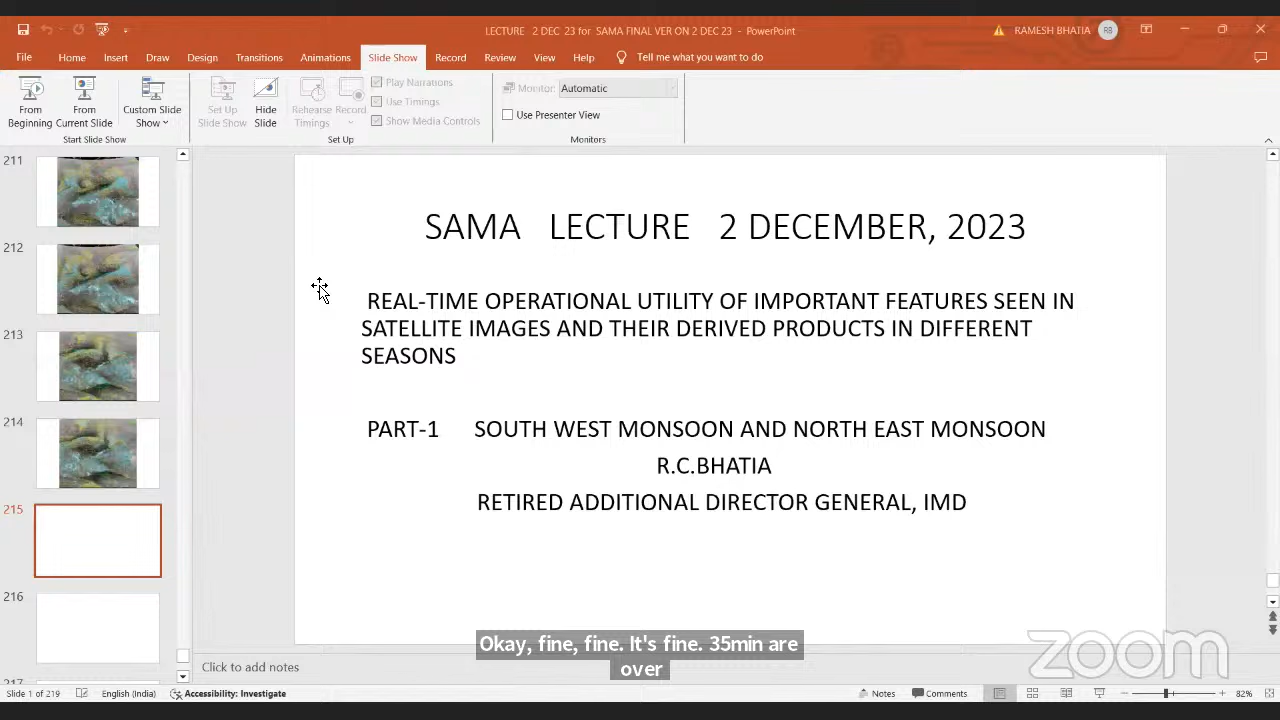 LECTURE 2 DEC 23 for SAMA FINAL VER ON 2 DEC 23 - PowerPoint
RAMESH BHATIA
RB
File Home Insert Draw Design Transitions Animations Slide Show Record Review View Help Tell me what you want to do
From Beginning
From Current Slide
Custom Slide Show
Start Slide Show
Set Up Slide Show
Hide Slide
Rehearse Timings
Record
Play Narrations
Use Timings
Show Media Controls
Set Up
Monitor: Automatic
Use Presenter View
Monitors
211
212
213
214
215
216
SAMA LECTURE 2 DECEMBER, 2023
REAL-TIME OPERATIONAL UTILITY OF IMPORTANT FEATURES SEEN IN
SATELLITE IMAGES AND THEIR DERIVED PRODUCTS IN DIFFERENT
SEASONS
PART-1 SOUTH WEST MONSOON AND NORTH EAST MONSOON
R.C.BHATIA
RETIRED ADDITIONAL DIRECTOR GENERAL, IMD
Okay, fine, fine. It's fine. 35min are
over
zoom
Click to add notes
Slide 1 of 219 English (India) Accessibility: Investigate Notes Comments 82%